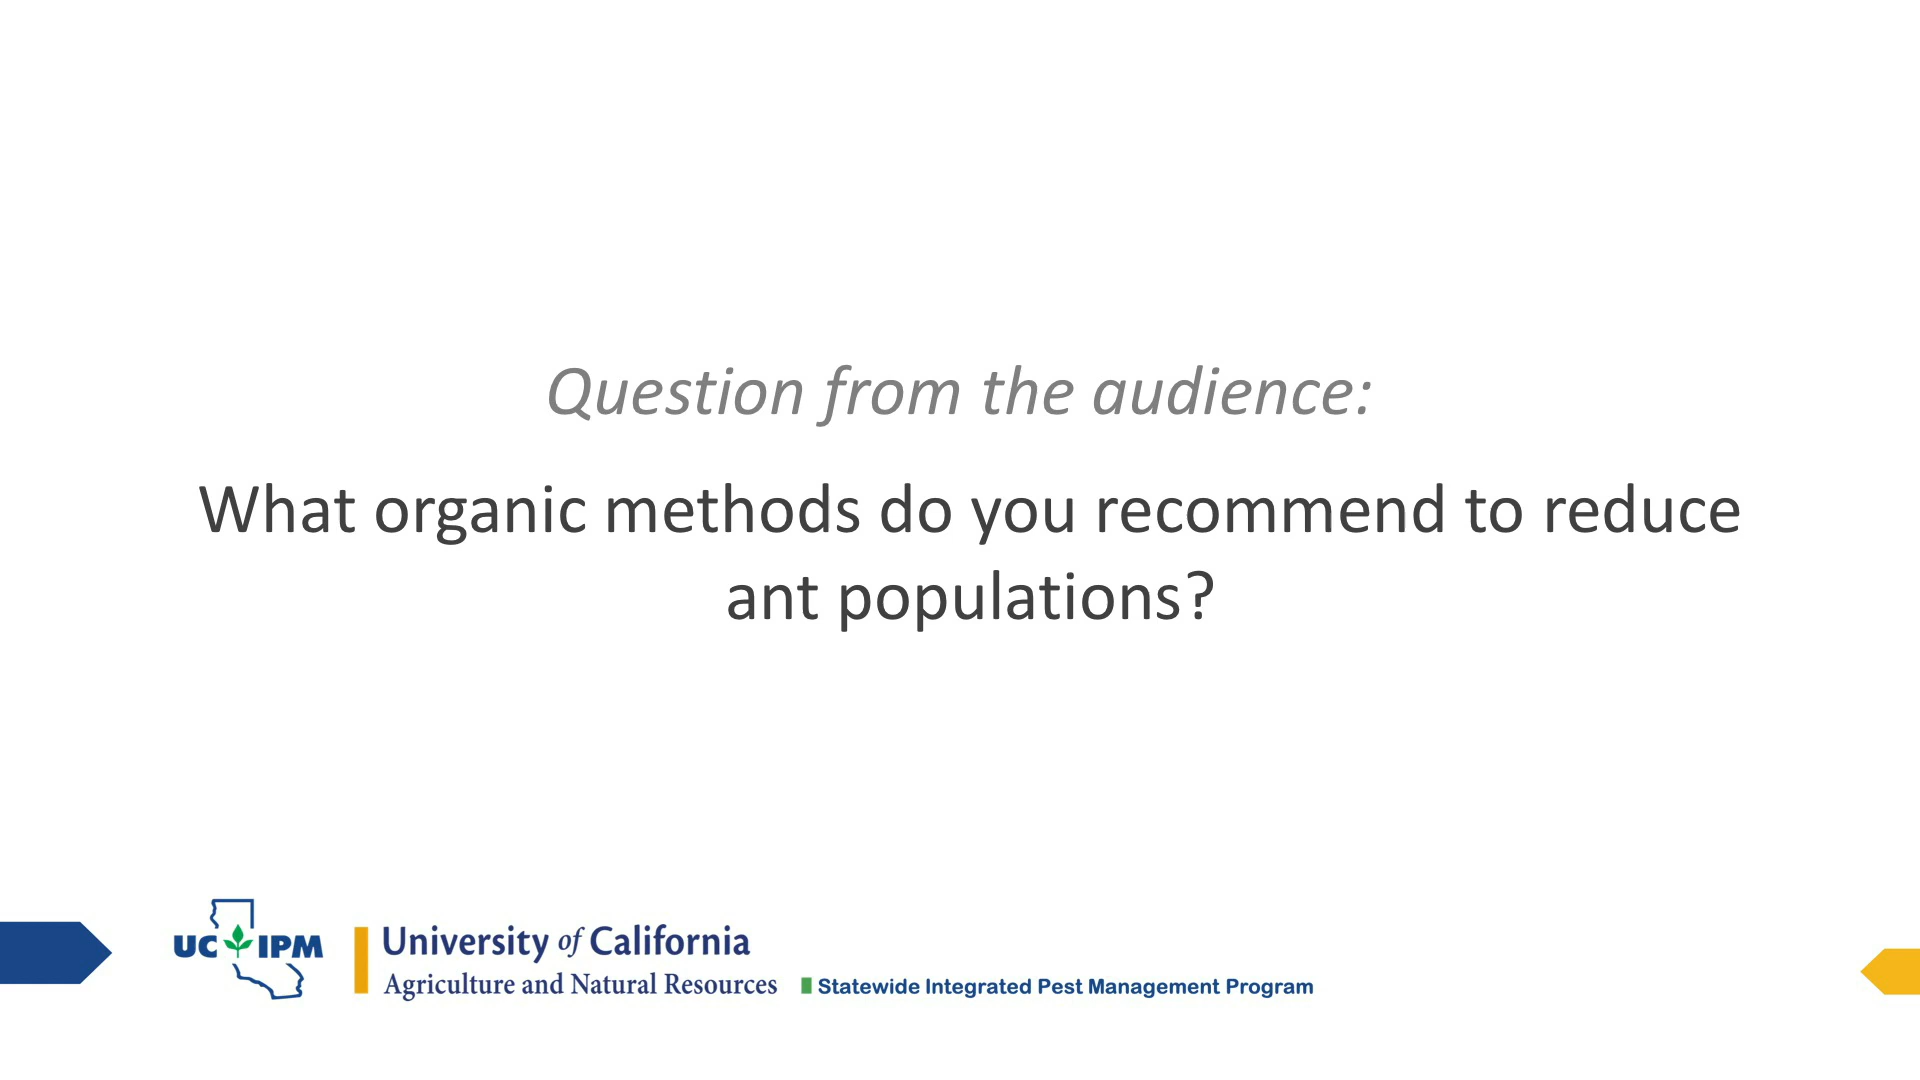 Question from the audience:
What organic methods do you recommend to reduce
ant populations?
UC IPM
University of California
Agriculture and Natural Resources
Statewide Integrated Pest Management Program